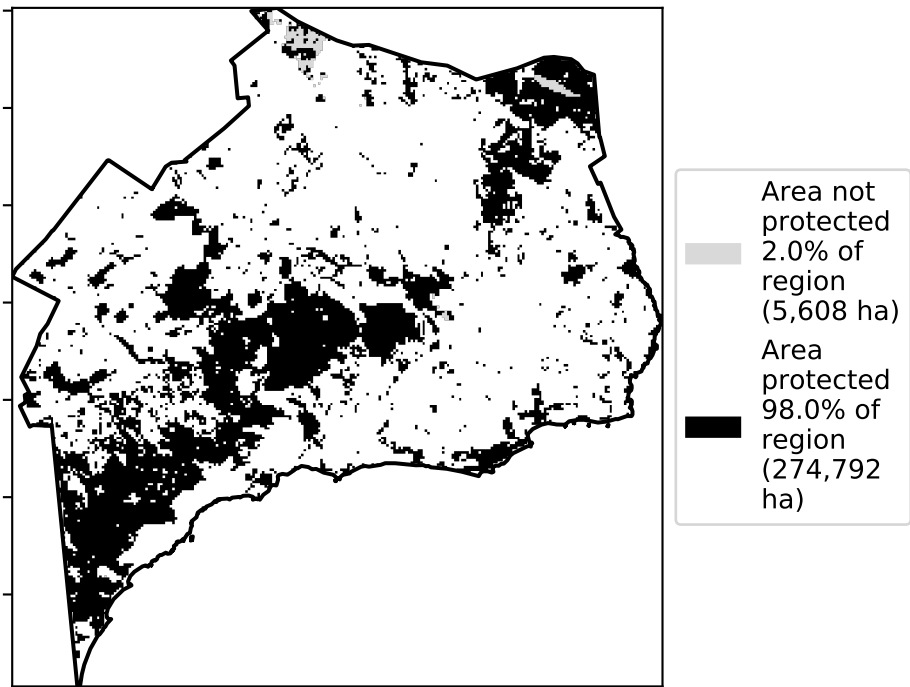 Area not
protected
2.0% of
region
(5,608 ha)
Area
protected
98.0% of
region
(274,792
ha)